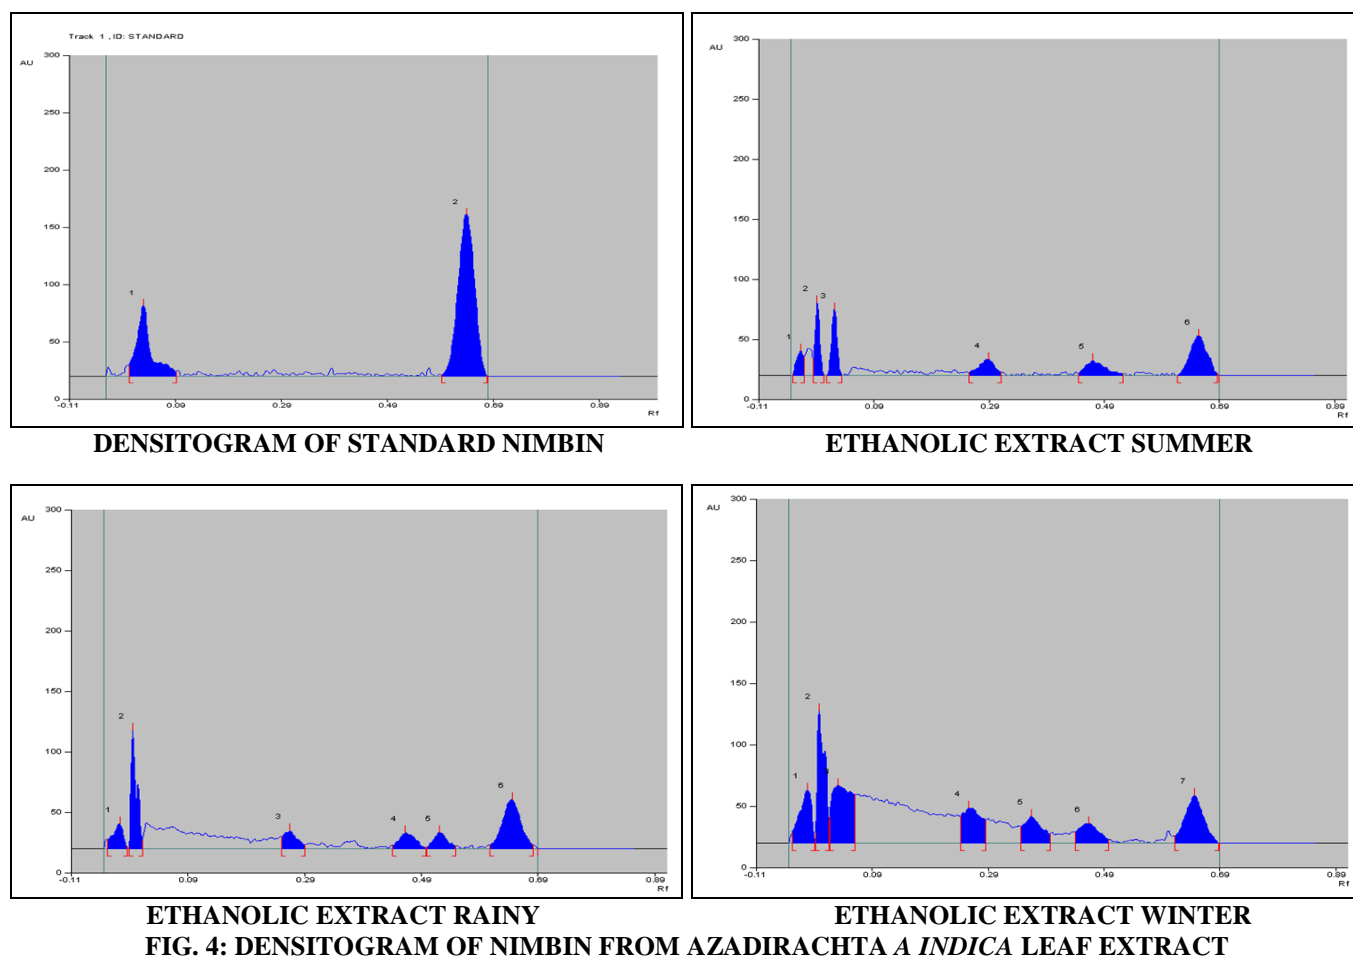 Track 1 , ID: STANDARD
300
AU
250
200
150
100
50
0
1
2
-0.11 0.09 0.29 0.49 0.69 0.89
Rf
DENSITOGRAM OF STANDARD NIMBIN
300
AU
250
200
150
100
50
0
1
2
3
4
5
6
-0.11 0.09 0.29 0.49 0.69 0.89
Rf
ETHANOLIC EXTRACT SUMMER
300
AU
250
200
150
100
50
0
1
2
3
4
5
6
-0.11 0.09 0.29 0.49 0.69 0.89
Rf
ETHANOLIC EXTRACT RAINY
300
AU
250
200
150
100
50
0
1
2
4
5
6
7
-0.11 0.09 0.29 0.49 0.69 0.89
Rf
ETHANOLIC EXTRACT WINTER
FIG. 4: DENSITOGRAM OF NIMBIN FROM AZADIRACHTA A INDICA LEAF EXTRACT